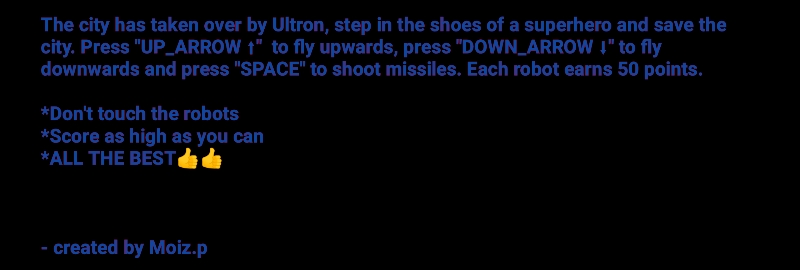 The city has taken over by Ultron, step in the shoes of a superhero and save the
city. Press "UP_ARROW ↑"  to fly upwards, press "DOWN_ARROW ↓" to fly
downwards and press "SPACE" to shoot missiles. Each robot earns 50 points.
*Don't touch the robots
*Score as high as you can
*ALL THE BEST👍👍
- created by Moiz.p